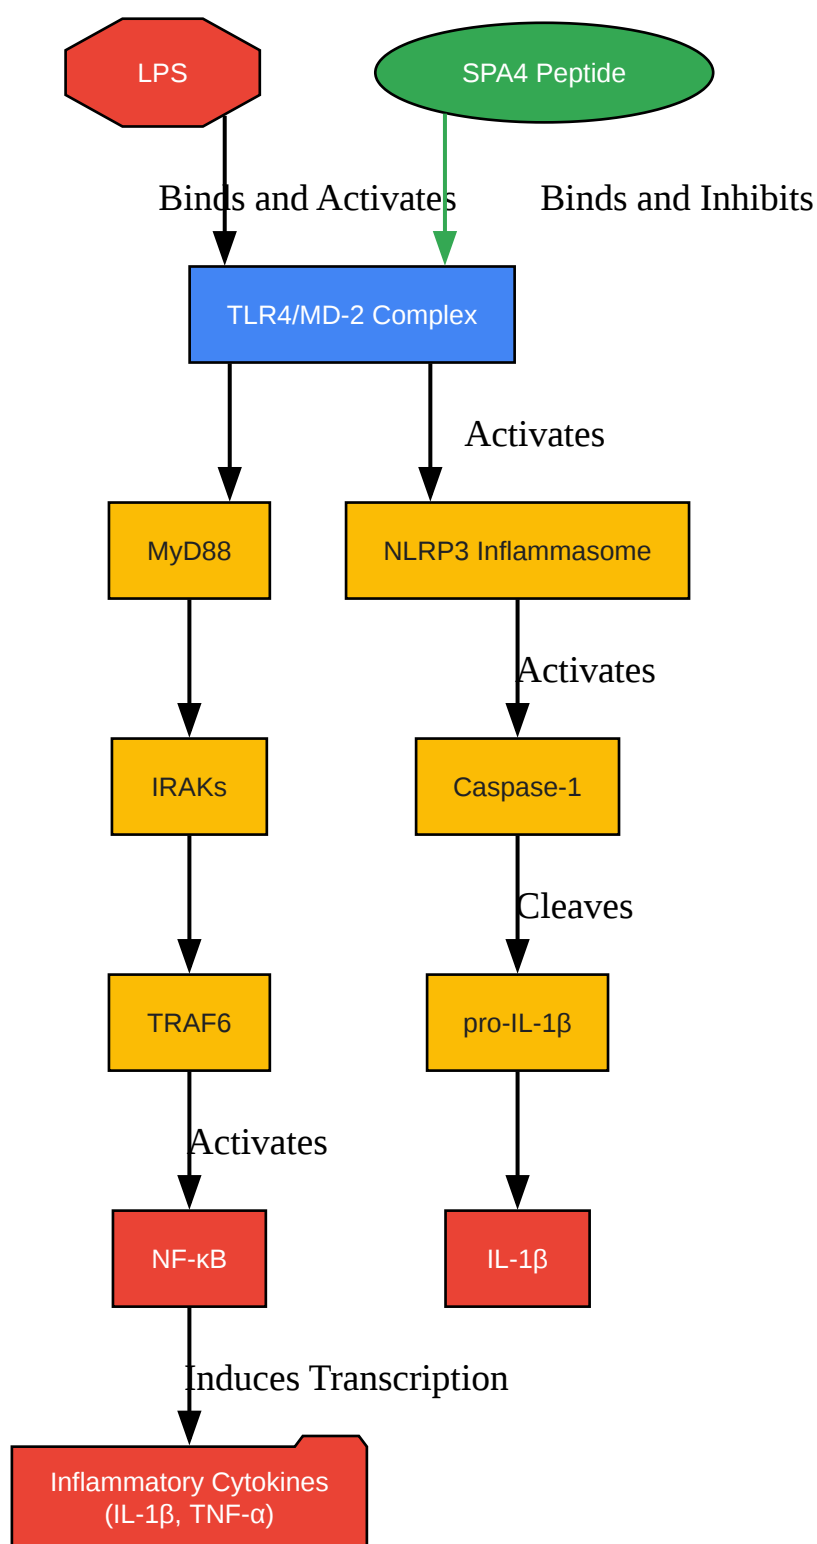 LPS
SPA4 Peptide
Binds and Activates
Binds and Inhibits
TLR4/MD-2 Complex
Activates
MyD88
NLRP3 Inflammasome
Activates
IRAKs
Caspase-1
Cleaves
TRAF6
pro-IL-1β
Activates
NF-κB
IL-1β
Induces Transcription
Inflammatory Cytokines
(IL-1β, TNF-α)